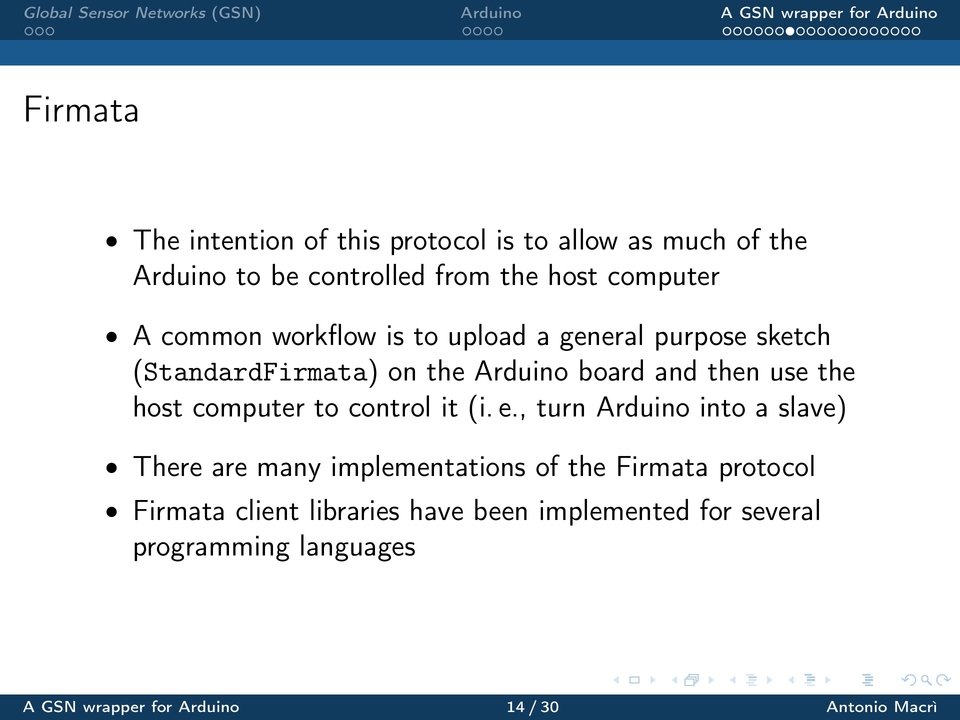 Global Sensor Networks (GSN) Arduino A GSN wrapper for Arduino
Firmata
• The intention of this protocol is to allow as much of the
Arduino to be controlled from the host computer
• A common workflow is to upload a general purpose sketch
(StandardFirmata) on the Arduino board and then use the
host computer to control it (i. e., turn Arduino into a slave)
• There are many implementations of the Firmata protocol
• Firmata client libraries have been implemented for several
programming languages
A GSN wrapper for Arduino 14 / 30 Antonio Macrì